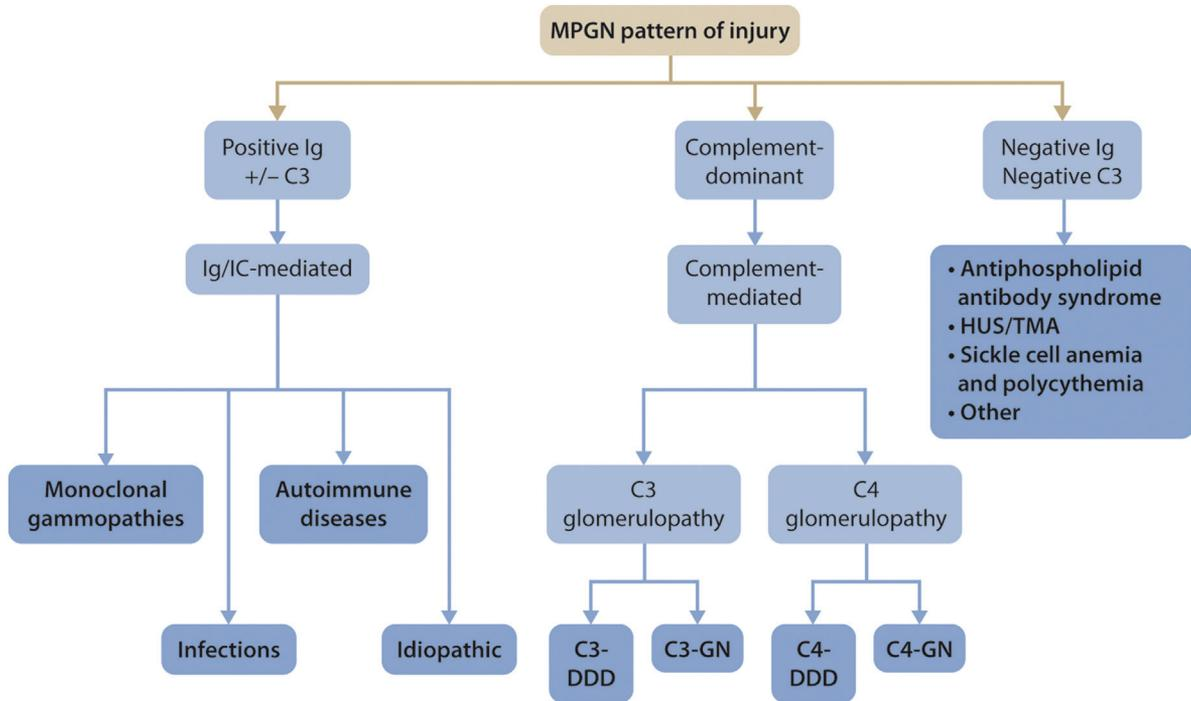 MPGN pattern of injury
Positive Ig
+/– C3
Complement-
dominant
Negative Ig
Negative C3
Ig/IC-mediated
Complement-
mediated
• Antiphospholipid
antibody syndrome
• HUS/TMA
• Sickle cell anemia
and polycythemia
• Other
Monoclonal
gammopathies
Autoimmune
diseases
C3
glomerulopathy
C4
glomerulopathy
Infections
Idiopathic
C3-
DDD
C3-GN
C4-
DDD
C4-GN